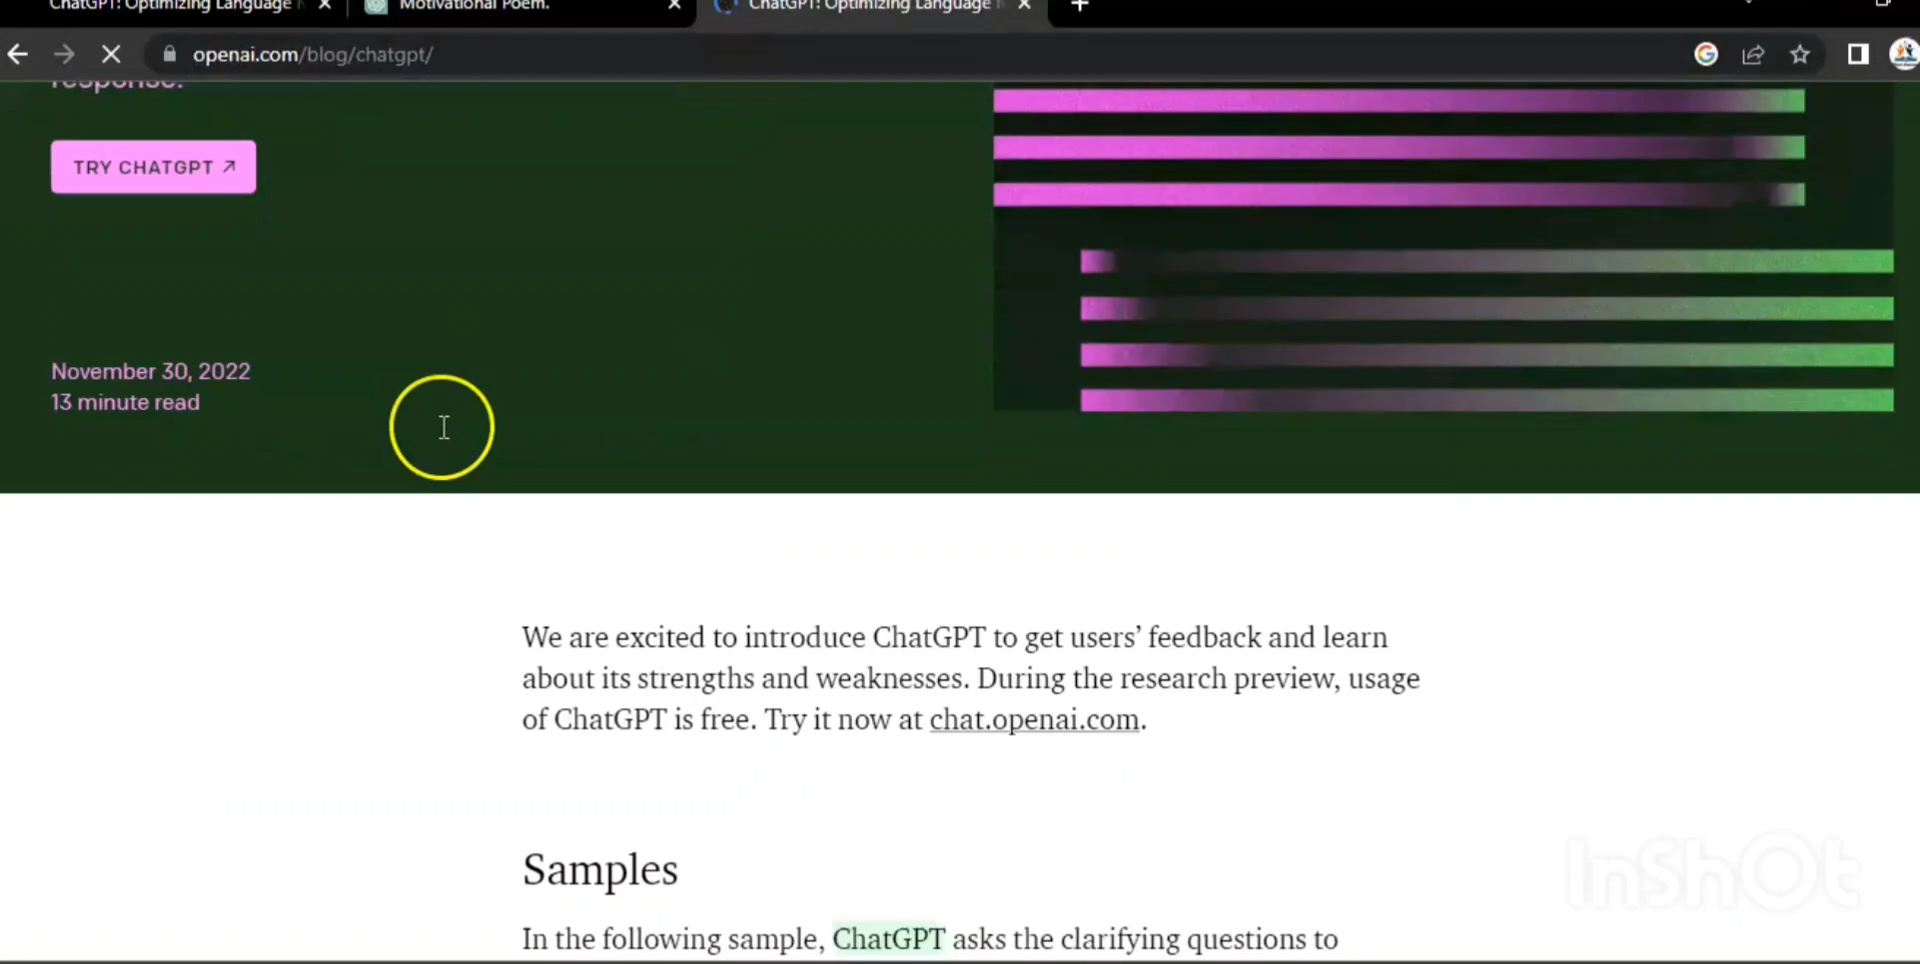 ChatGPT: Optimizing Language
Motivational Poem.
ChatGPT: Optimizing Language
openai.com/blog/chatgpt/
response.
TRY CHATGPT ↗
November 30, 2022
13 minute read
We are excited to introduce ChatGPT to get users’ feedback and learn
about its strengths and weaknesses. During the research preview, usage
of ChatGPT is free. Try it now at chat.openai.com.
Samples
In the following sample, ChatGPT asks the clarifying questions to
InShOt